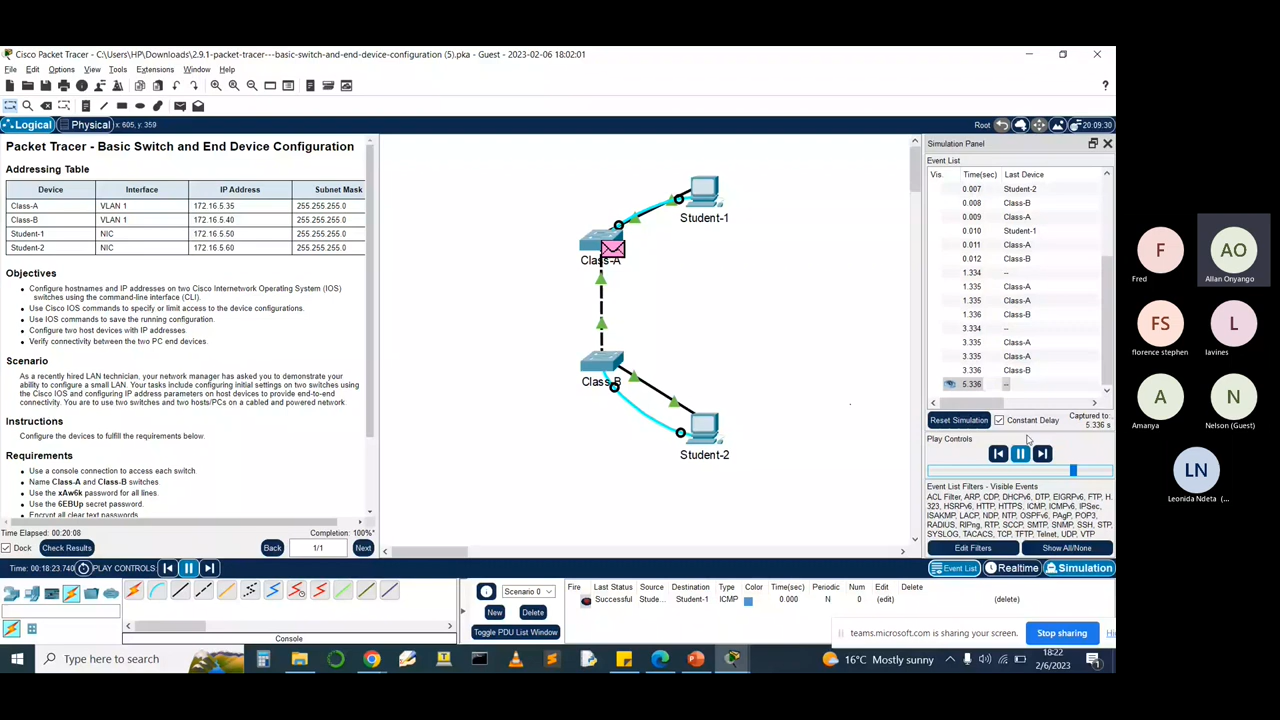 Cisco Packet Tracer - C:\Users\HP\Downloads\2.9.1-packet-tracer---basic-switch-and-end-device-configuration (5).pka - Guest - 2023-02-06 18:02:01
File Edit Options View Tools Extensions Window Help
?
Logical Physical x: 605, y: 359 Root 20:09:30
Packet Tracer - Basic Switch and End Device Configuration
Addressing Table
Device Interface IP Address Subnet Mask
Class-A VLAN 1 172.16.5.35 255.255.255.0
Class-B VLAN 1 172.16.5.40 255.255.255.0
Student-1 NIC 172.16.5.50 255.255.255.0
Student-2 NIC 172.16.5.60 255.255.255.0
Objectives
Configure hostnames and IP addresses on two Cisco Internetwork Operating System (IOS)
switches using the command-line interface (CLI).
Use Cisco IOS commands to specify or limit access to the device configurations.
Use IOS commands to save the running configuration.
Configure two host devices with IP addresses.
Verify connectivity between the two PC end devices.
Scenario
As a recently hired LAN technician, your network manager has asked you to demonstrate your
ability to configure a small LAN. Your tasks include configuring initial settings on two switches
using the Cisco IOS and configuring IP address parameters on host devices to provide end-to-end
connectivity. You are to use two switches and two hosts/PCs on a cabled and powered network.
Instructions
Configure the devices to fulfill the requirements below.
Requirements
Use a console connection to access each switch
Name Class-A and Class-B switches.
Use the xAw6k password for all lines.
Use the 6EBUp secret password.
Encrypt all clear text passwords.
Time Elapsed: 00:20:08 Completion: 100%
Dock Check Results Back 1/1 Next
Student-1
Class-A
Class-B
Student-2
Simulation Panel
Event List
Vis. Time(sec) Last Device
0.007 Student-2
0.008 Class-B
0.009 Class-A
0.010 Student-1
0.011 Class-A
0.012 Class-B
1.334 --
1.335 Class-A
1.335 Class-A
1.336 Class-B
3.334 --
3.335 Class-A
3.335 Class-A
3.336 Class-B
5.336 --
Reset Simulation Constant Delay Captured to:
5.336 s
Play Controls
Event List Filters - Visible Events
ACL Filter, ARP, CDP, DHCPv6, DTP, EIGRPv6, FTP, H.
323, HSRPv6, HTTP, HTTPS, ICMP, ICMPv6, IPSec,
ISAKMP, LACP, NDP, NTP, OSPFv6, PAgP, POP3,
RADIUS, RIPng, RTP, SCCP, SMTP, SNMP, SSH, STP,
SYSLOG, TACACS, TCP, TFTP, Telnet, UDP, VTP
Edit Filters Show All/None
Time: 00:18:23.740 PLAY CONTROLS: Event List Realtime Simulation
Console
Scenario 0
New Delete
Toggle PDU List Window
Fire Last Status Source Destination Type Color Time(sec) Periodic Num Edit Delete
Successful Stude... Student-1 ICMP 0.000 N 0 (edit) (delete)
teams.microsoft.com is sharing your screen. Stop sharing Hi
Type here to search
16°C Mostly sunny
18:22
2/6/2023
1
F
Fred
AO
Allan Onyango
FS
florence stephen
L
lavines
A
Amanya
N
Nelson (Guest)
LN
Leonida Ndeta (...